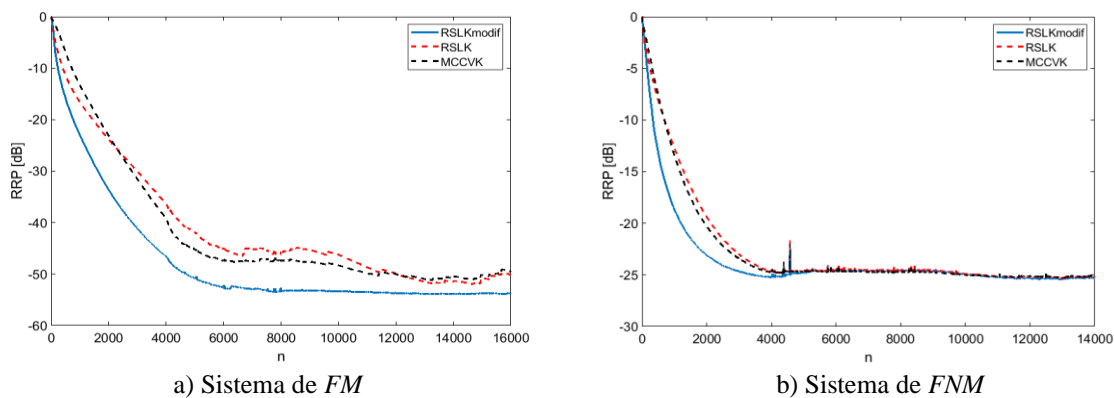 0
-10
-20
-30
-40
-50
-60
RRP [dB]
0 2000 4000 6000 8000 10000 12000 14000 16000
n
RSLKmodif
RSLK
MCCVK
a) Sistema de FM
0
-5
-10
-15
-20
-25
-30
RRP [dB]
0 2000 4000 6000 8000 10000 12000 14000
n
RSLKmodif
RSLK
MCCVK
b) Sistema de FNM